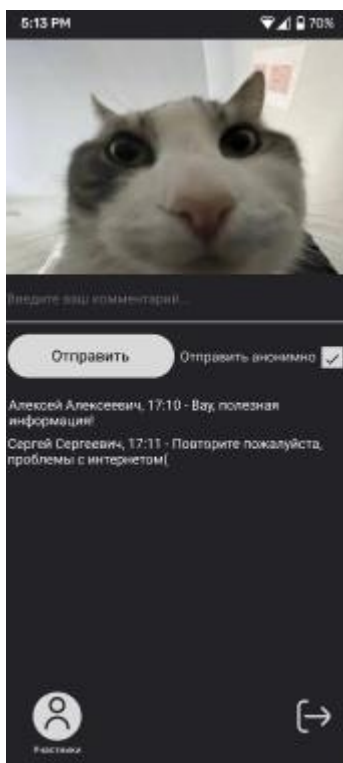 5:13 PM
70%
Введите ваш комментарий...
Отправить
Отправить анонимно
Алексей Алексеевич, 17:10 - Вау, полезная
информация!
Сергей Сергеевич, 17:11 - Повторите пожалуйста,
проблемы с интернетом(
Участники